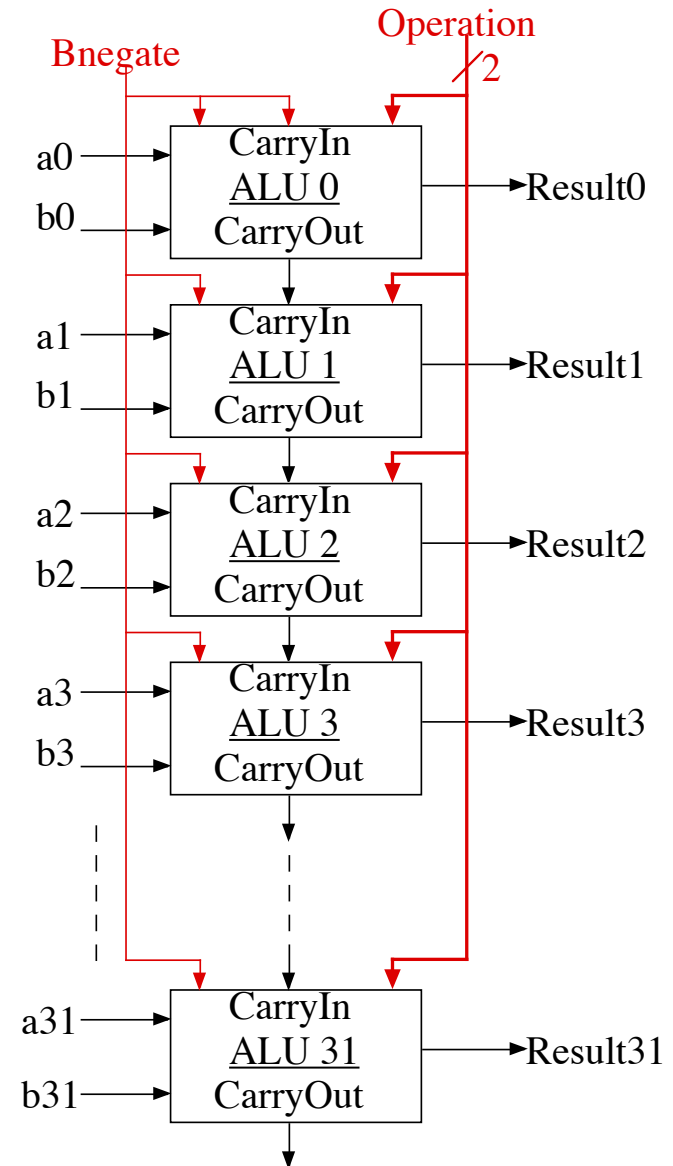 Operation
Bnegate
2
a0
CarryIn
ALU 0
Result0
b0
CarryOut
a1
CarryIn
ALU 1
Result1
b1
CarryOut
a2
CarryIn
ALU 2
Result2
b2
CarryOut
a3
CarryIn
ALU 3
Result3
b3
CarryOut
a31
CarryIn
ALU 31
Result31
b31
CarryOut